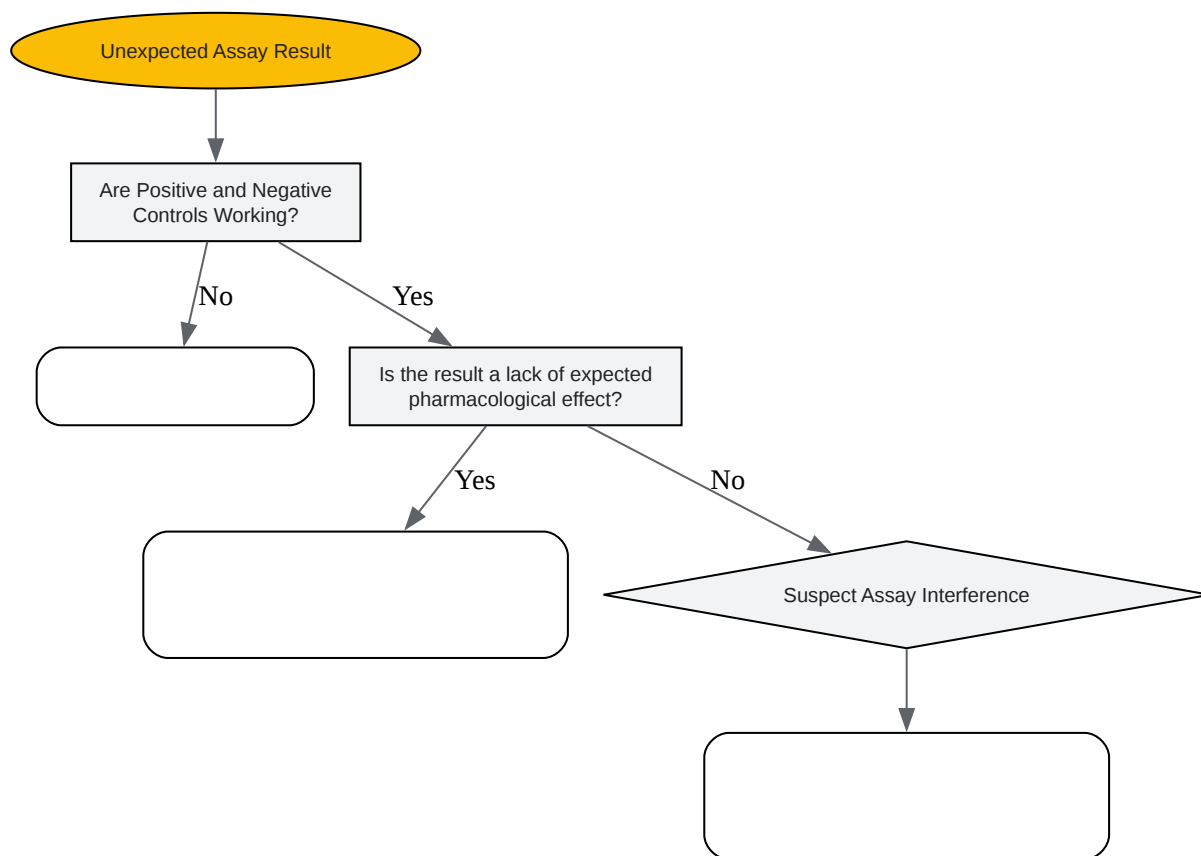 Unexpected Assay Result
Are Positive and Negative
Controls Working?
No
Yes
Is the result a lack of expected
pharmacological effect?
Yes
No
Suspect Assay Interference